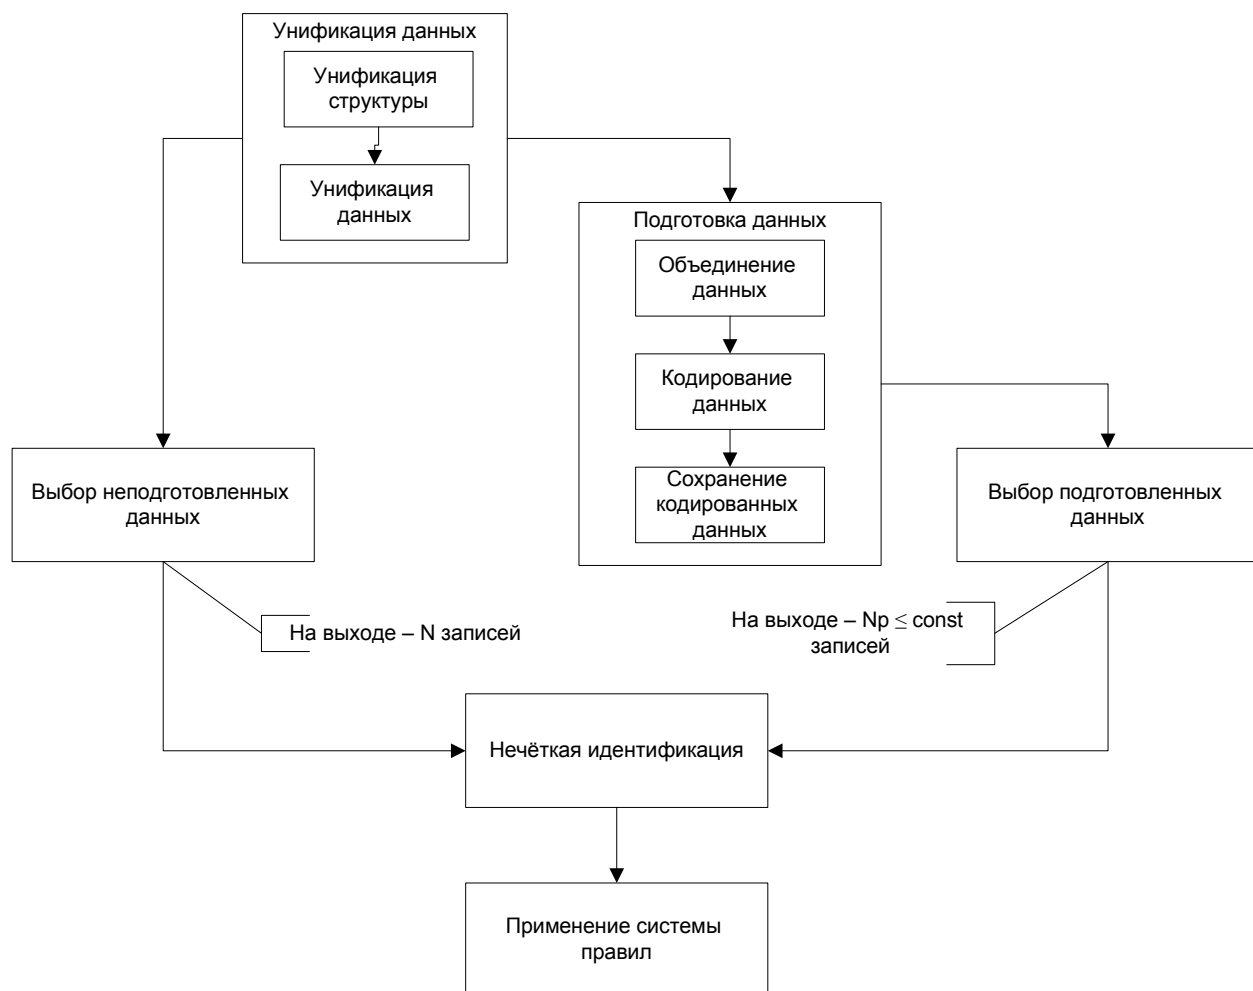 Унификация данных
Унификация
структуры
Унификация
данных
Подготовка данных
Объединение
данных
Кодирование
данных
Сохранение
кодированных
данных
Выбор неподготовленных
данных
Выбор подготовленных
данных
На выходе – N записей
На выходе – Np ≤ const
записей
Нечёткая идентификация
Применение системы
правил